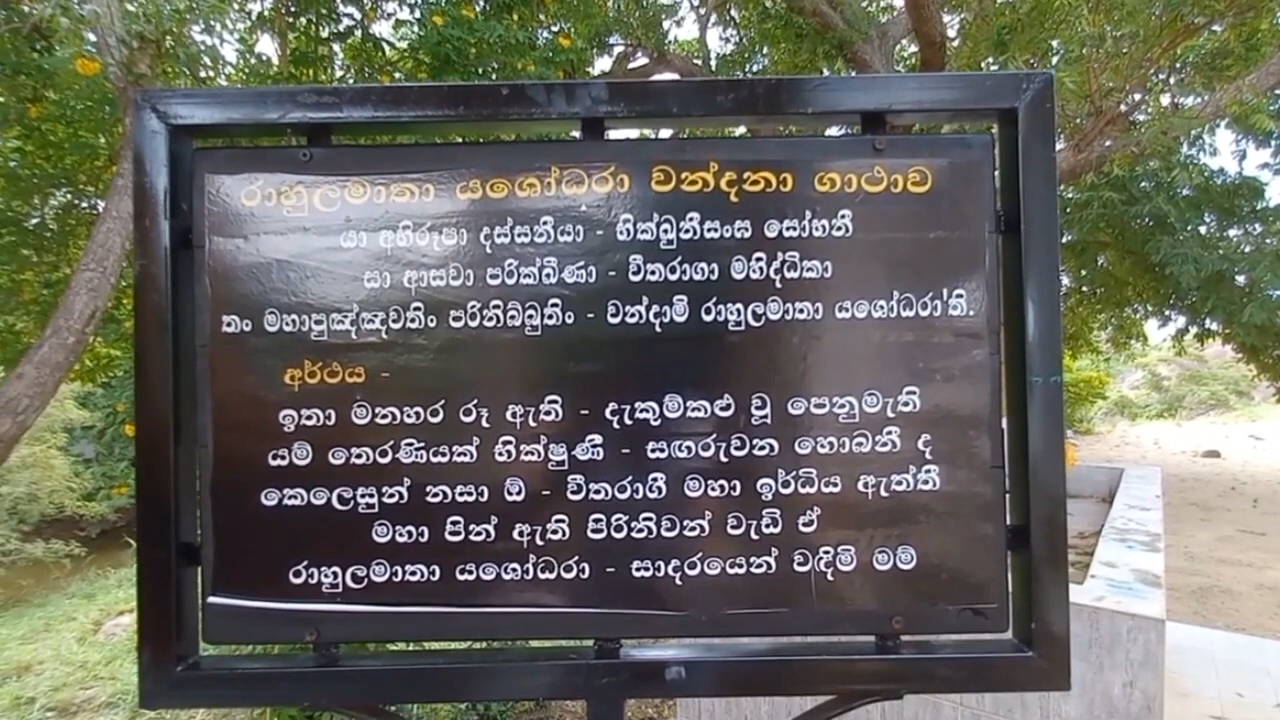 රාහුලමාතා යශෝධරා වන්දනා ගාථාව
යා අභිරූපා දස්සනීයා - භික්ඛුනීසංඝ සෝභනී
සා ආසවා පරික්ඛීණා - වීතරාගා මහිද්ධිකා
තං මහාපුඤ්ඤවතිං පරිනිබ්බුතිං - වන්දාමි රාහුලමාතා යශෝධරා'ති.
අර්ථය -
ඉතා මනහර රූ ඇති - දැකුම්කළු වූ පෙනුමැති
යම් තෙරණියක් භික්ෂුණී - සඟරුවන හොබනී ද
කෙලෙසුන් නසා ඕ - වීතරාගී මහා ඉර්ධිය ඇත්තී
මහා පින් ඇති පිරිනිවන් වැඩි ඒ
රාහුලමාතා යශෝධරා - සාදරයෙන් වඳිමි මම්